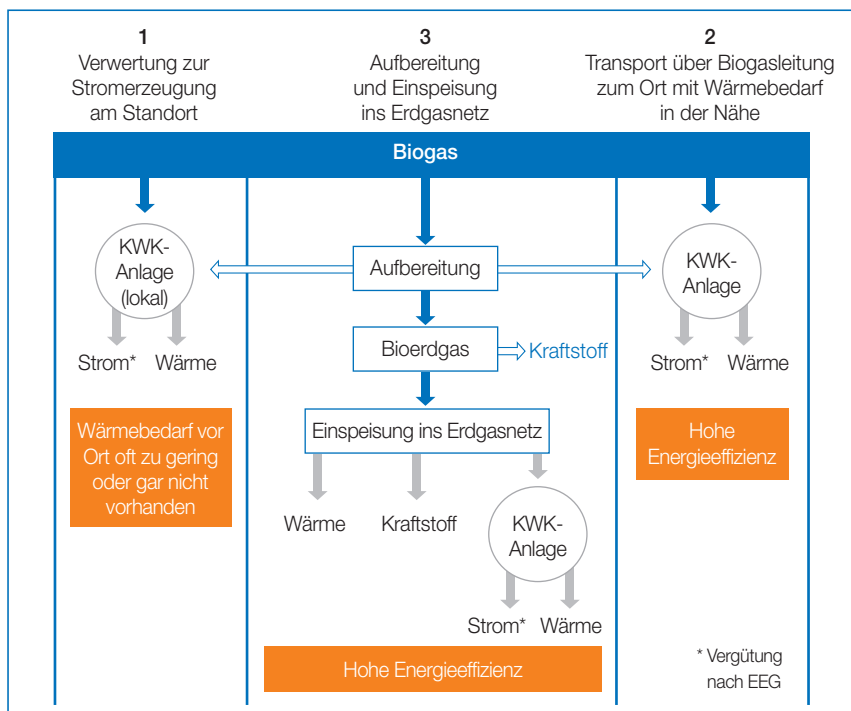 1
Verwertung zur
Stromerzeugung
am Standort
3
Aufbereitung
und Einspeisung
ins Erdgasnetz
2
Transport über Biogasleitung
zum Ort mit Wärmebedarf
in der Nähe
Biogas
KWK-
Anlage
(lokal)
Strom* Wärme
Wärmebedarf vor
Ort oft zu gering
oder gar nicht
vorhanden
Aufbereitung
Bioerdgas
Kraftstoff
Einspeisung ins Erdgasnetz
Wärme Kraftstoff
KWK-
Anlage
Strom* Wärme
Hohe Energieeffizienz
KWK-
Anlage
Strom* Wärme
Hohe
Energieeffizienz
* Vergütung
nach EEG